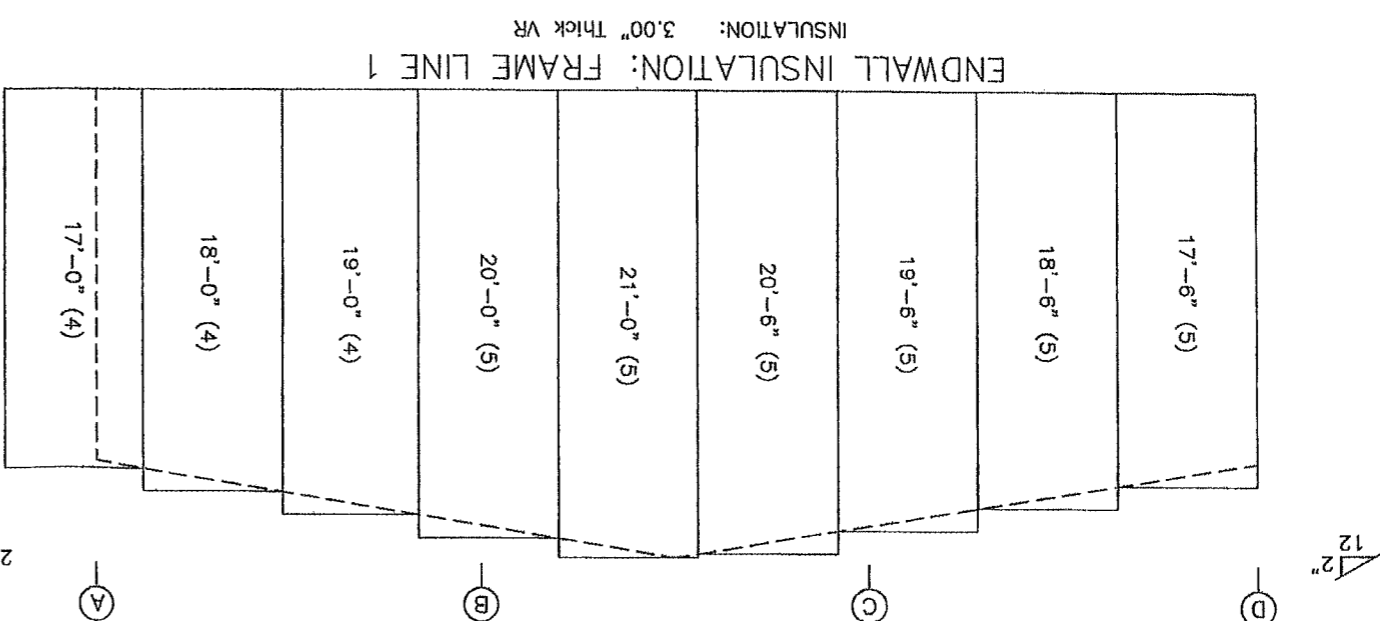 D
C
B
A
2"
12
2
17'-6" (5)
18'-6" (5)
19'-6" (5)
20'-6" (5)
21'-0" (5)
20'-0" (5)
19'-0" (4)
18'-0" (4)
17'-0" (4)
ENDWALL INSULATION: FRAME LINE 1
INSULATION: 3.00" Thick VR